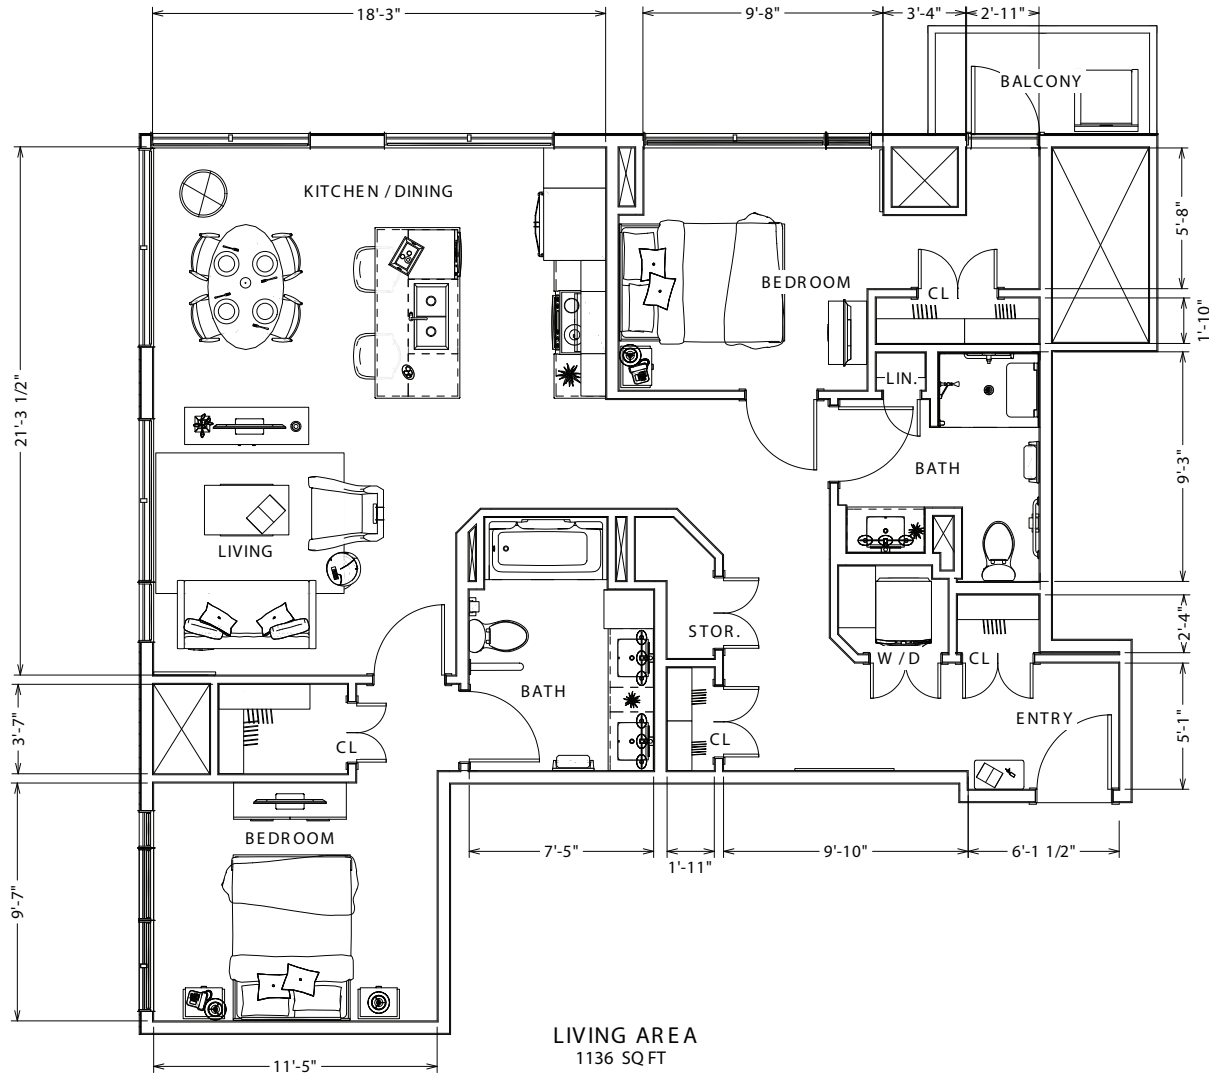 18'-3"
9'-8"
3'-4"
2'-11"
BALCONY
KITCHEN / DINING
5'-8"
BEDROOM
CL
1'-10"
LIN.
21'-3 1/2"
BATH
9'-3"
LIVING
STOR.
W / D
CL
2'-4"
BATH
ENTRY
5'-1"
3'-7"
CL
CL
BEDROOM
7'-5"
1'-11"
9'-10"
6'-1 1/2"
9'-7"
LIVING AREA
1136 SQ FT
11'-5"